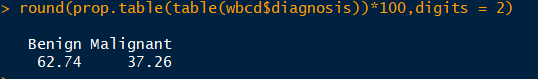 > round(prop.table(table(wbcd$diagnosis))*100,digits = 2)
Benign Malignant
62.74 37.26